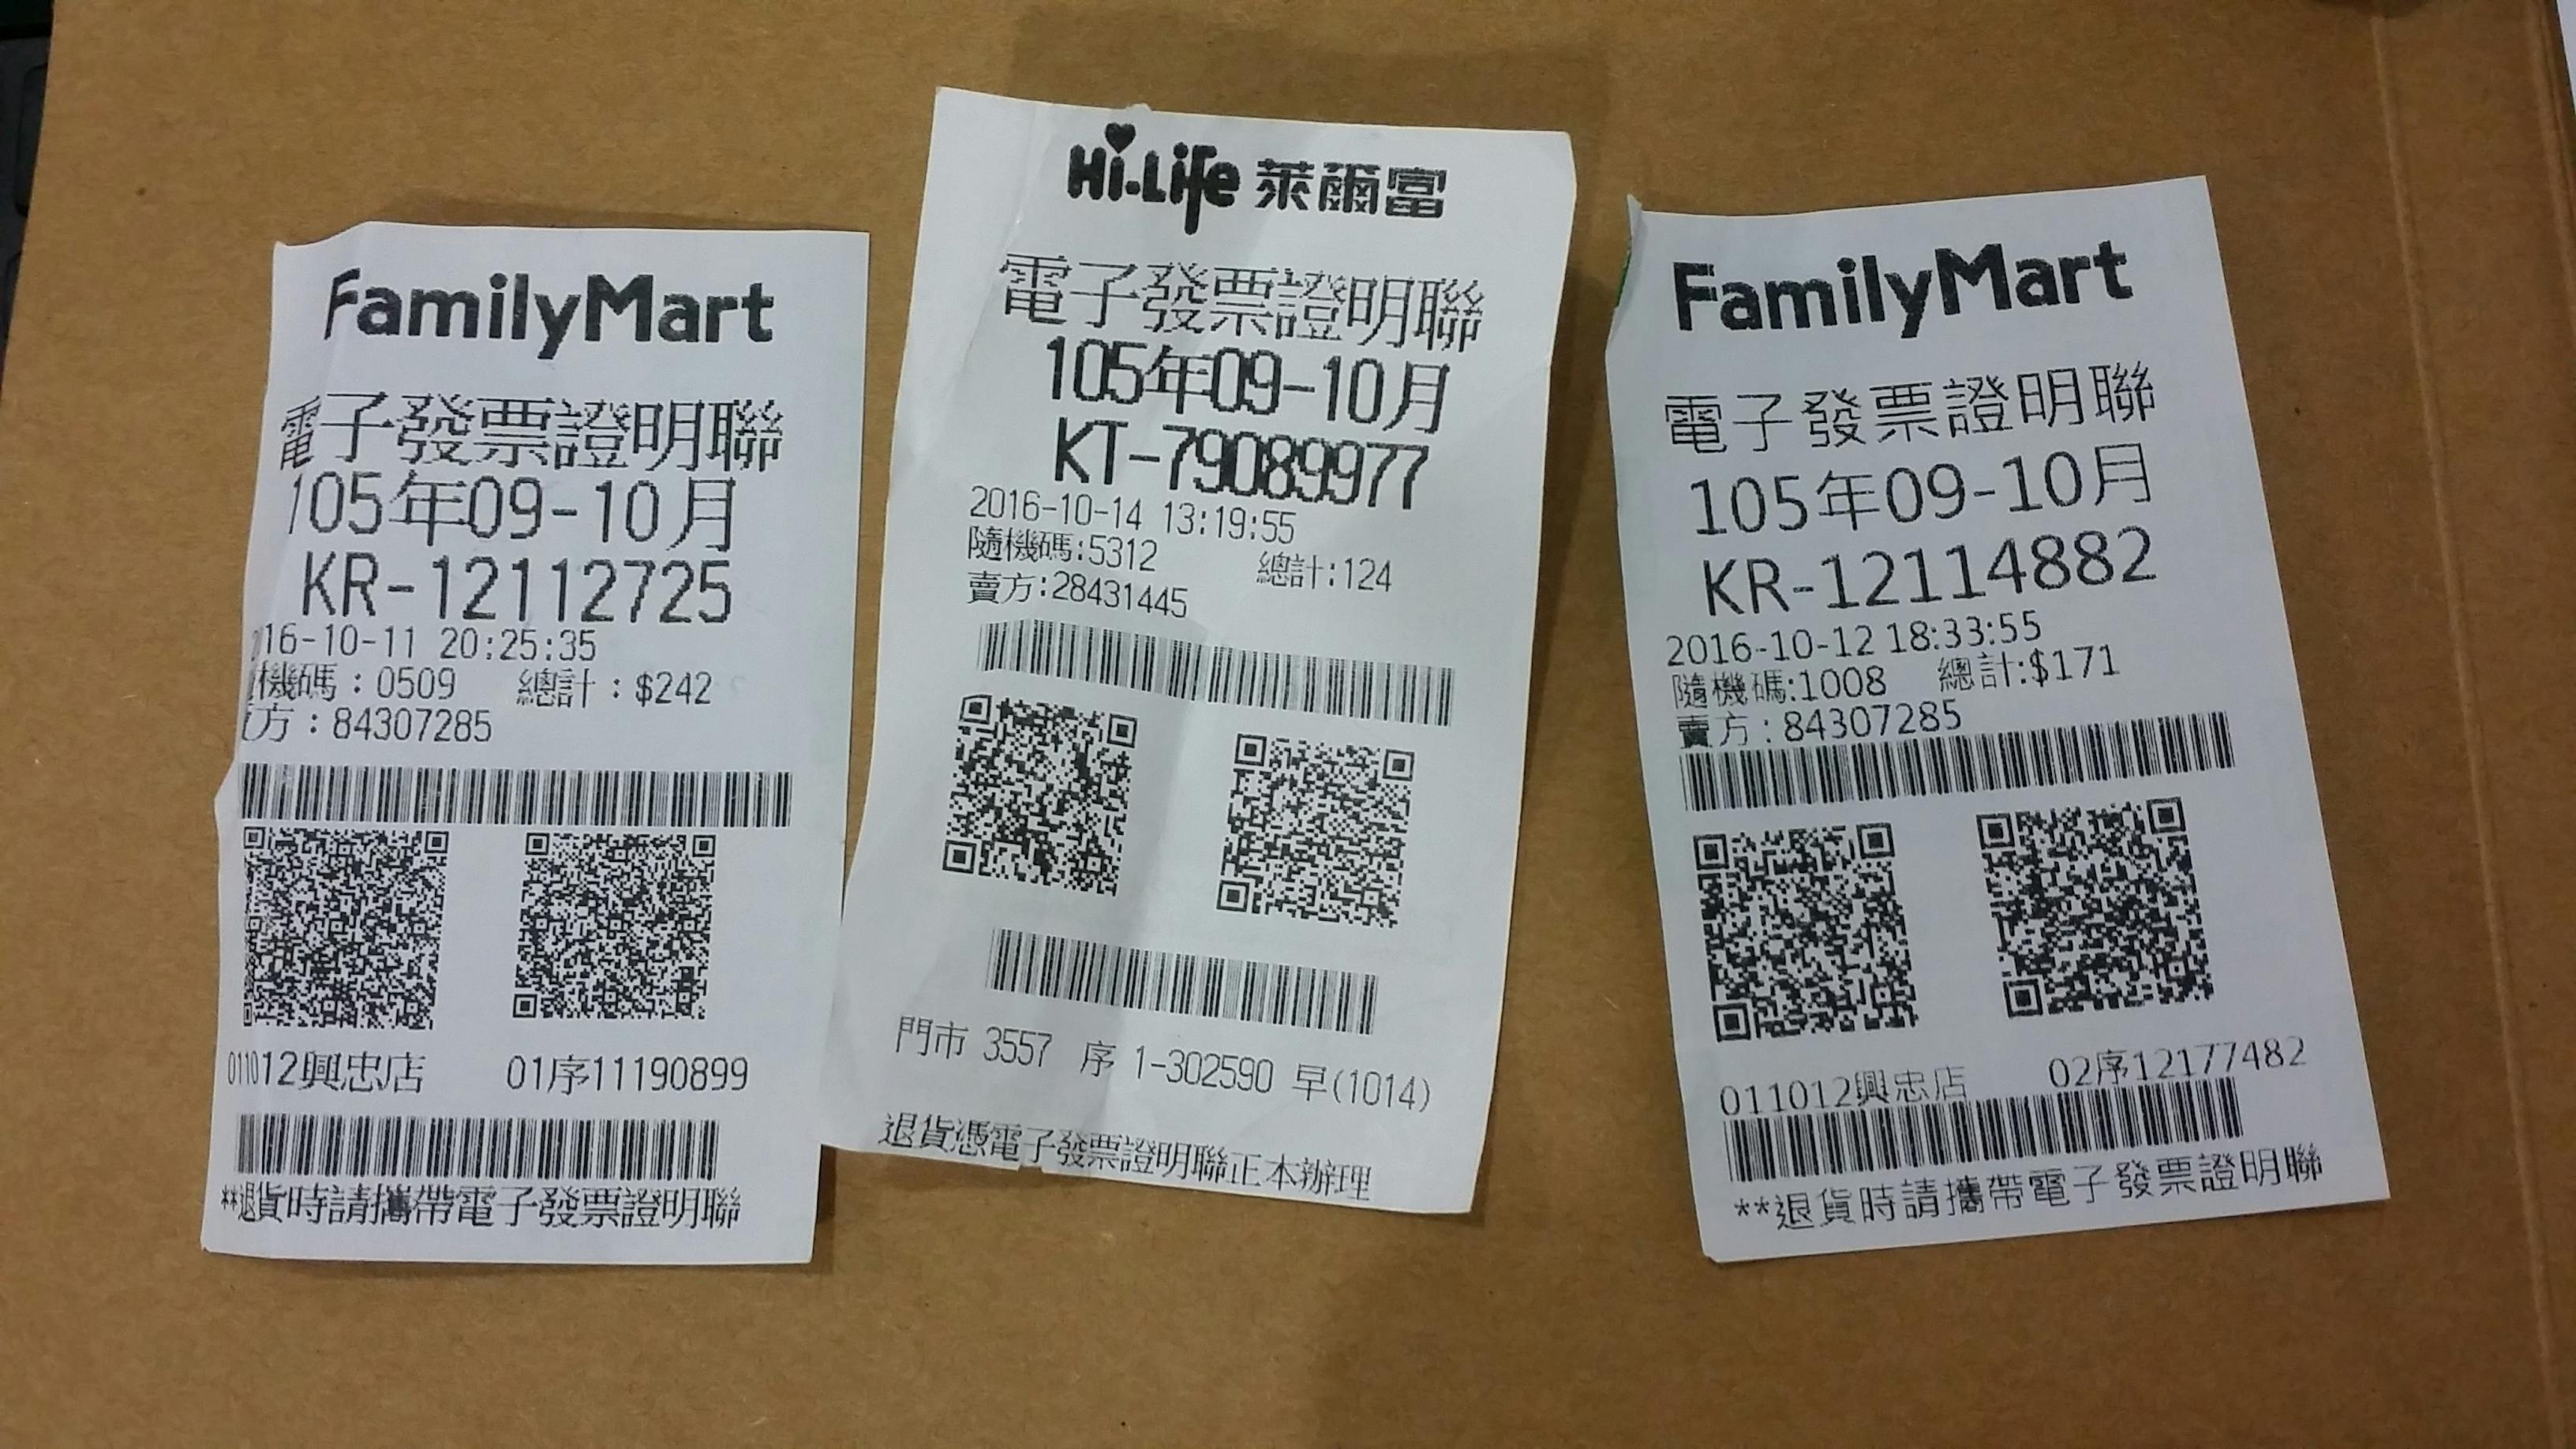 FamilyMart
電子發票證明聯
105年09-10月
KR-12112725
16-10-11 20:25:35
機碼：0509 總計：$242
方：84307285
011012興忠店 01序11190899
**退貨時請攜帶電子發票證明聯
Hi-Life 萊爾富
電子發票證明聯
105年09-10月
KT-79089977
2016-10-14 13:19:55
隨機碼:5312 總計:124
賣方:28431445
門市 3557 序 1-302590 早(1014)
退貨憑電子發票證明聯正本辦理
FamilyMart
電子發票證明聯
105年09-10月
KR-12114882
2016-10-12 18:33:55
隨機碼:1008 總計:$171
賣方:84307285
011012興忠店 02序12177482
**退貨時請攜帶電子發票證明聯